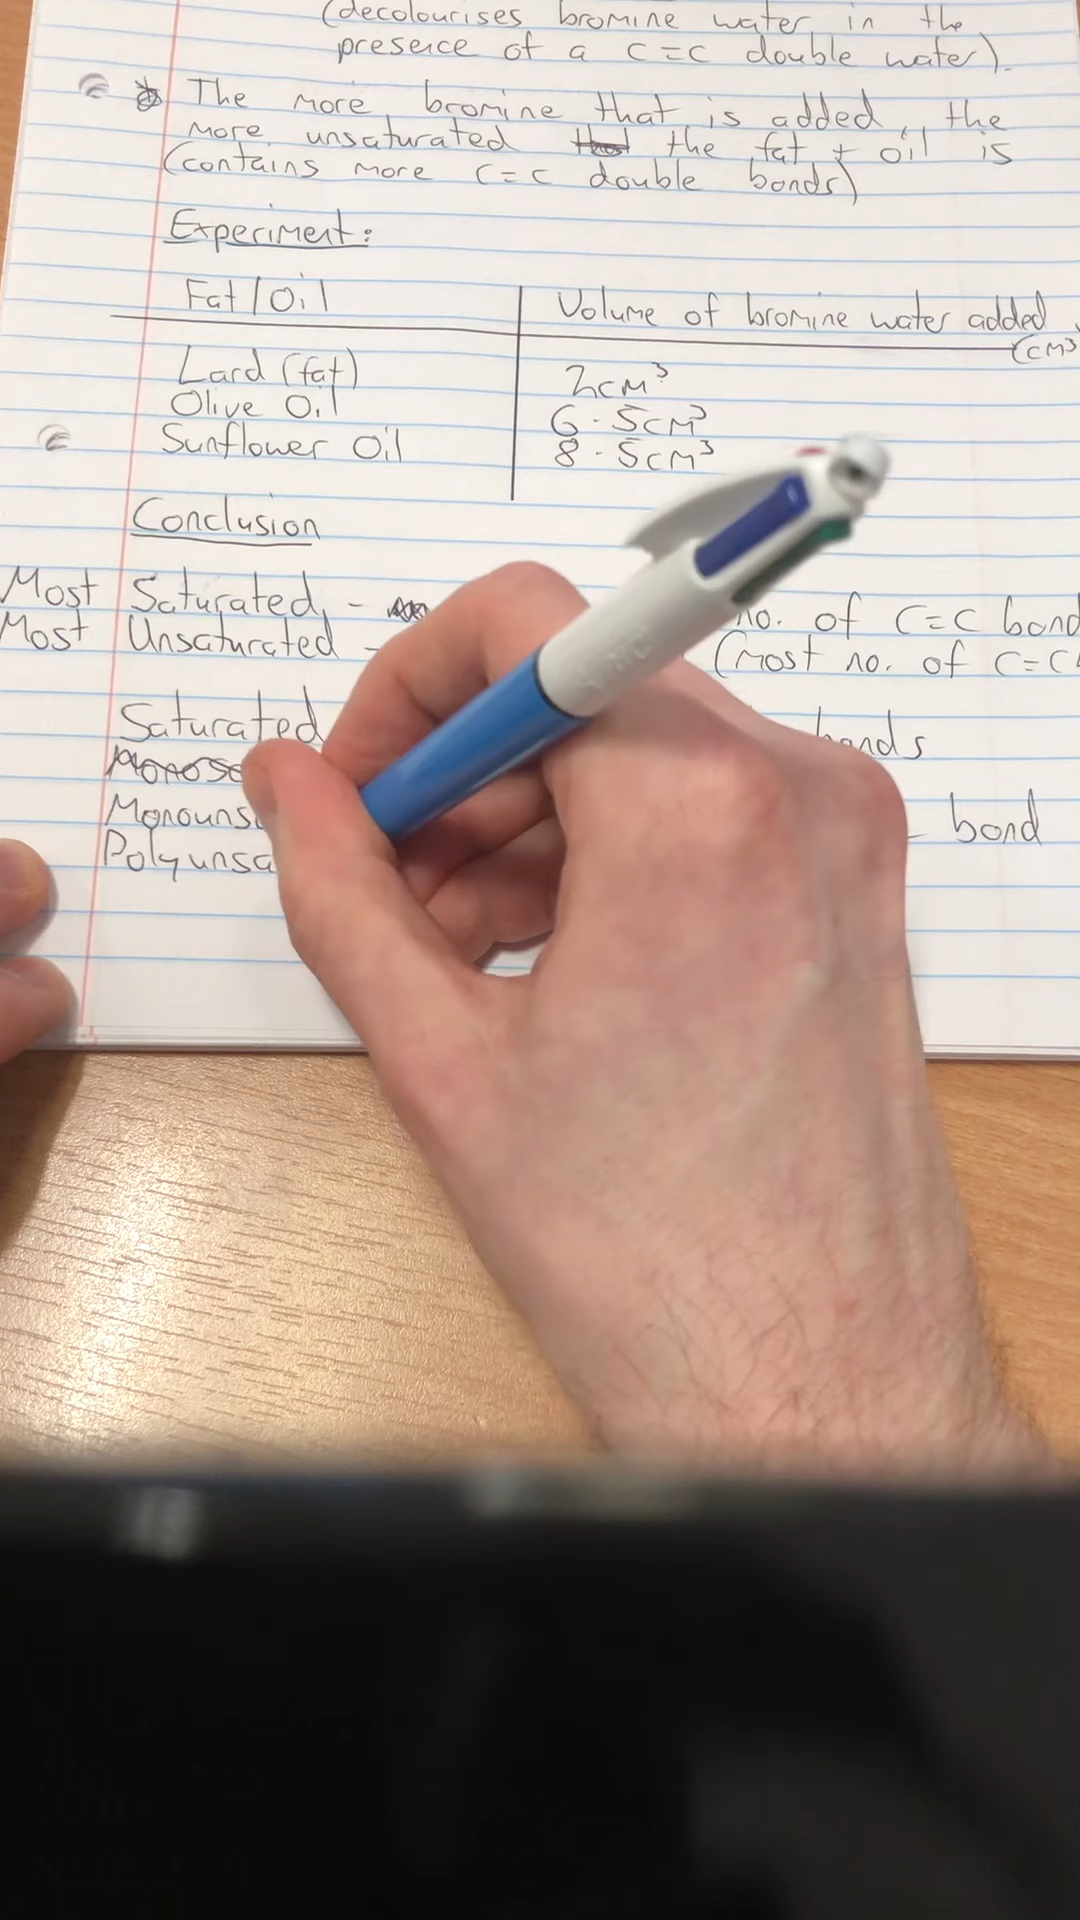 (decolourises bromine water in the
presence of a C=C double water).
The more bromine that is added, the
more unsaturated the fat + oil is
(contains more C=C double bonds)
Experiment:
Fat/Oil
Volume of bromine water added
(cm³
Lard (fat)
2cm³
Olive Oil
6.5cm³
Sunflower Oil
8.5cm³
Conclusion
Most Saturated - no. of C=C bond
Most Unsaturated - (most no. of C=C
Saturated bonds
Monouns bond
Polyunsa